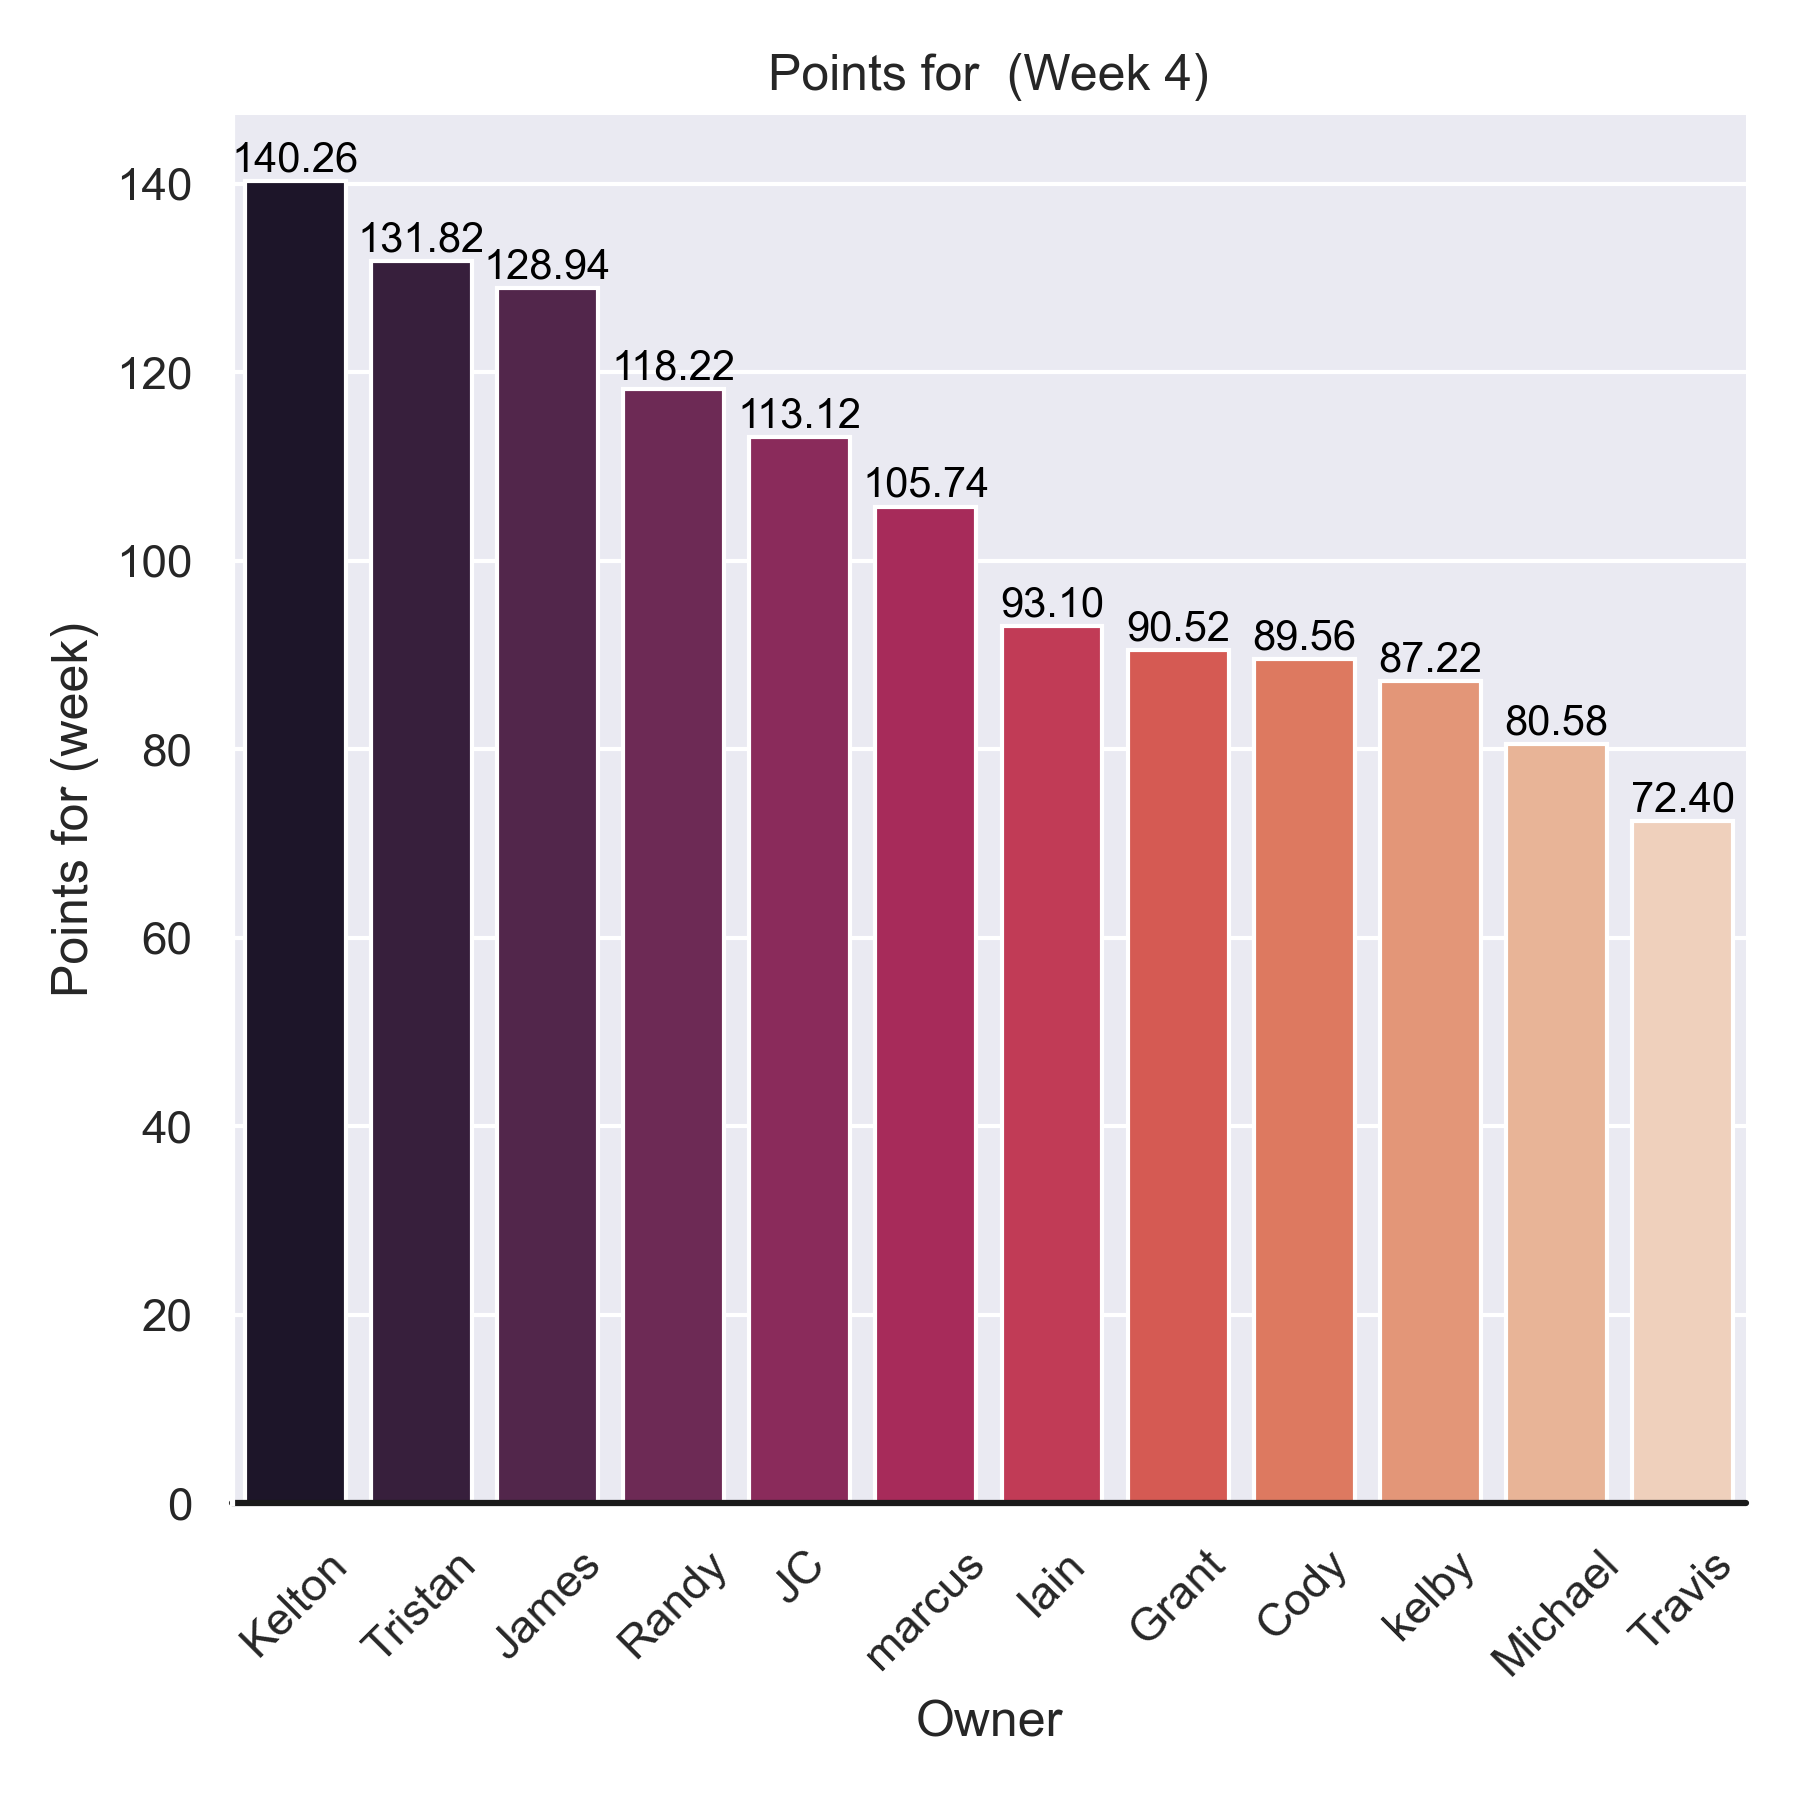 Points for  (Week 4)
140.26
131.82
128.94
118.22
113.12
105.74
93.10
90.52
89.56
87.22
80.58
72.40
140
120
100
80
60
40
20
0
Points for (week)
Kelton
Tristan
James
Randy
JC
marcus
Iain
Grant
Cody
kelby
Michael
Travis
Owner